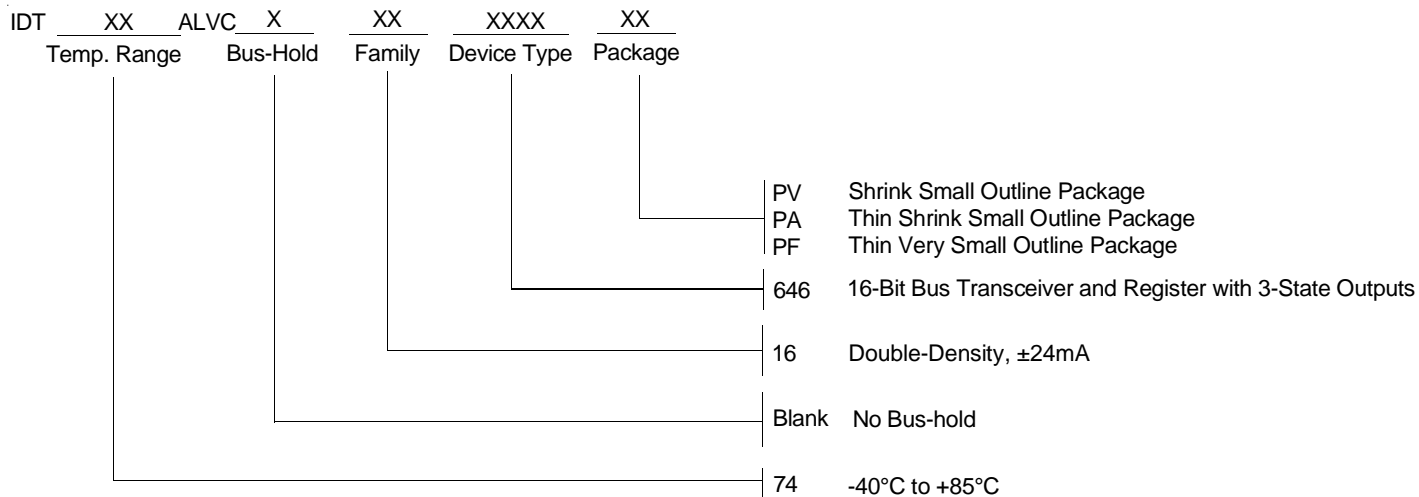 IDT XX ALVC X XX XXXX XX
Temp. Range Bus-Hold Family Device Type Package
PV Shrink Small Outline Package
PA Thin Shrink Small Outline Package
PF Thin Very Small Outline Package
646 16-Bit Bus Transceiver and Register with 3-State Outputs
16 Double-Density, ±24mA
Blank No Bus-hold
74 -40°C to +85°C